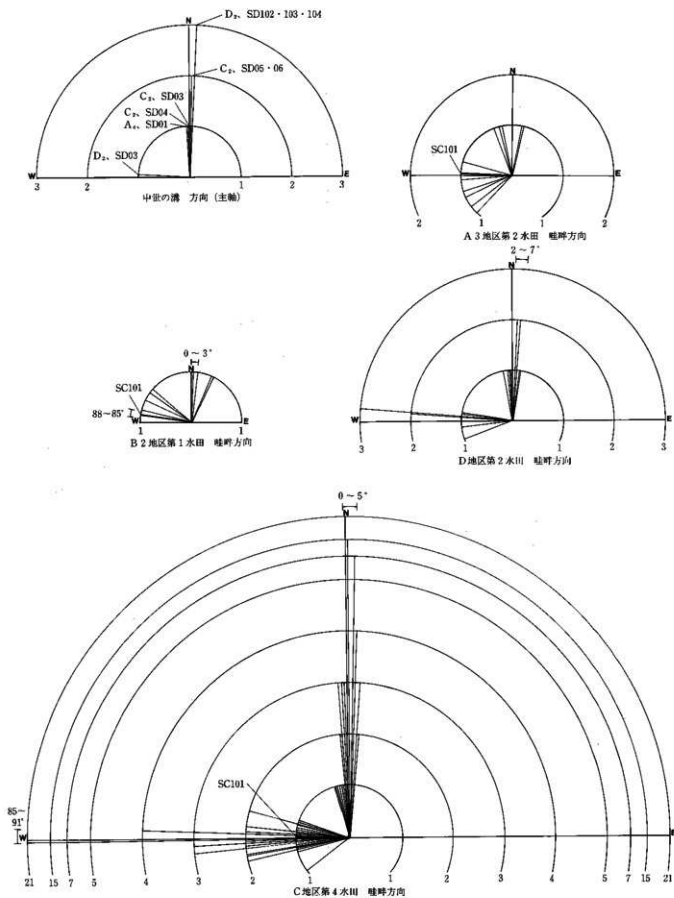 N
D₂、SD102・103・104
C₂、SD05・06
C₂、SD03
C₂、SD04
A₄、SD01
D₂、SD03
W E
3 2 1 1 2 3
中世の溝 方向(主軸)
N
SC101
W E
2 1 1 2
A3地区第2水田 畦畔方向
0~3°
N
SC101
88~85°
W E
1 1
B2地区第1水田 畦畔方向
2~7°
N
W E
3 2 1 1 2 3
D地区第2水田 畦畔方向
0~5°
N
SC101
85~
91°
W E
21 15 7 5 4 3 2 1 1 2 3 4 5 7 15 21
C地区第4水田 畦畔方向